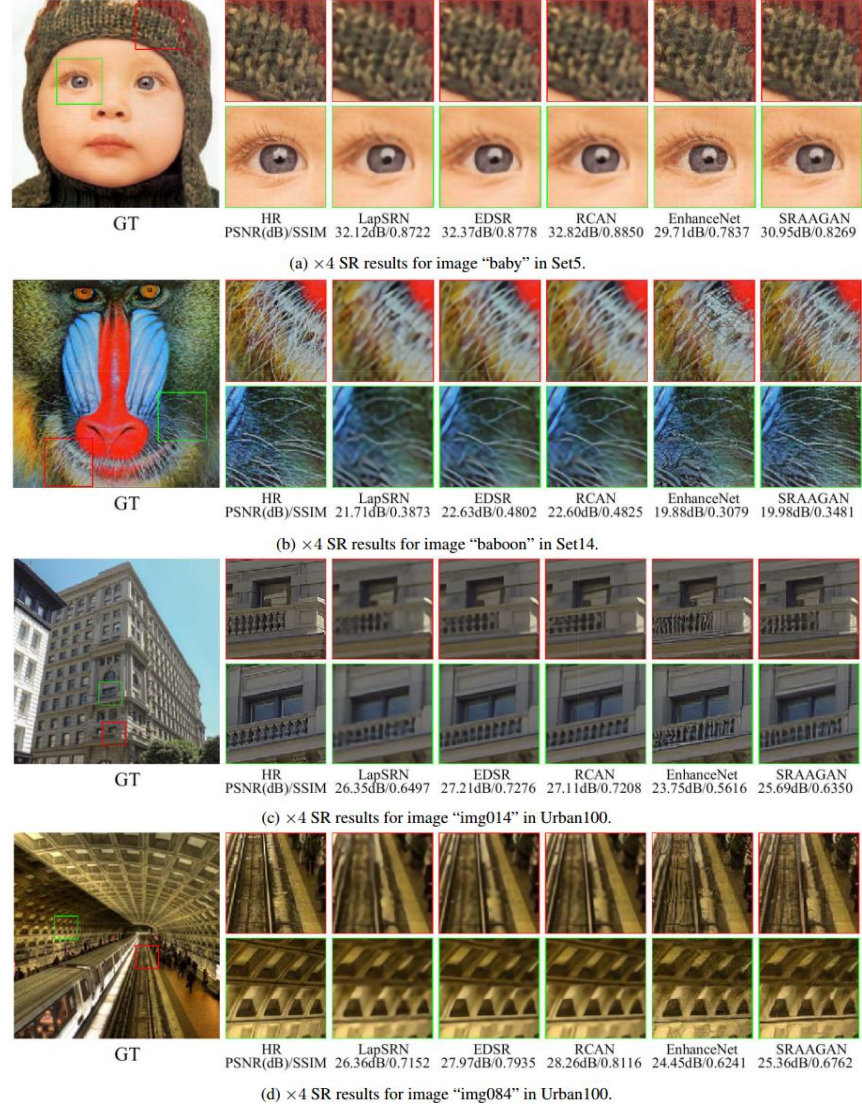 GT
HR LapSRN EDSR RCAN EnhanceNet SRAAGAN
PSNR(dB)/SSIM 32.12dB/0.8722 32.37dB/0.8778 32.82dB/0.8850 29.71dB/0.7837 30.95dB/0.8269
(a) ×4 SR results for image “baby” in Set5.
GT
HR LapSRN EDSR RCAN EnhanceNet SRAAGAN
PSNR(dB)/SSIM 21.71dB/0.3873 22.63dB/0.4802 22.60dB/0.4825 19.88dB/0.3079 19.98dB/0.3481
(b) ×4 SR results for image “baboon” in Set14.
GT
HR LapSRN EDSR RCAN EnhanceNet SRAAGAN
PSNR(dB)/SSIM 26.35dB/0.6497 27.21dB/0.7276 27.11dB/0.7208 23.75dB/0.5616 25.69dB/0.6350
(c) ×4 SR results for image “img014” in Urban100.
GT
HR LapSRN EDSR RCAN EnhanceNet SRAAGAN
PSNR(dB)/SSIM 26.36dB/0.7152 27.97dB/0.7935 28.26dB/0.8116 24.45dB/0.6241 25.36dB/0.6762
(d) ×4 SR results for image “img084” in Urban100.